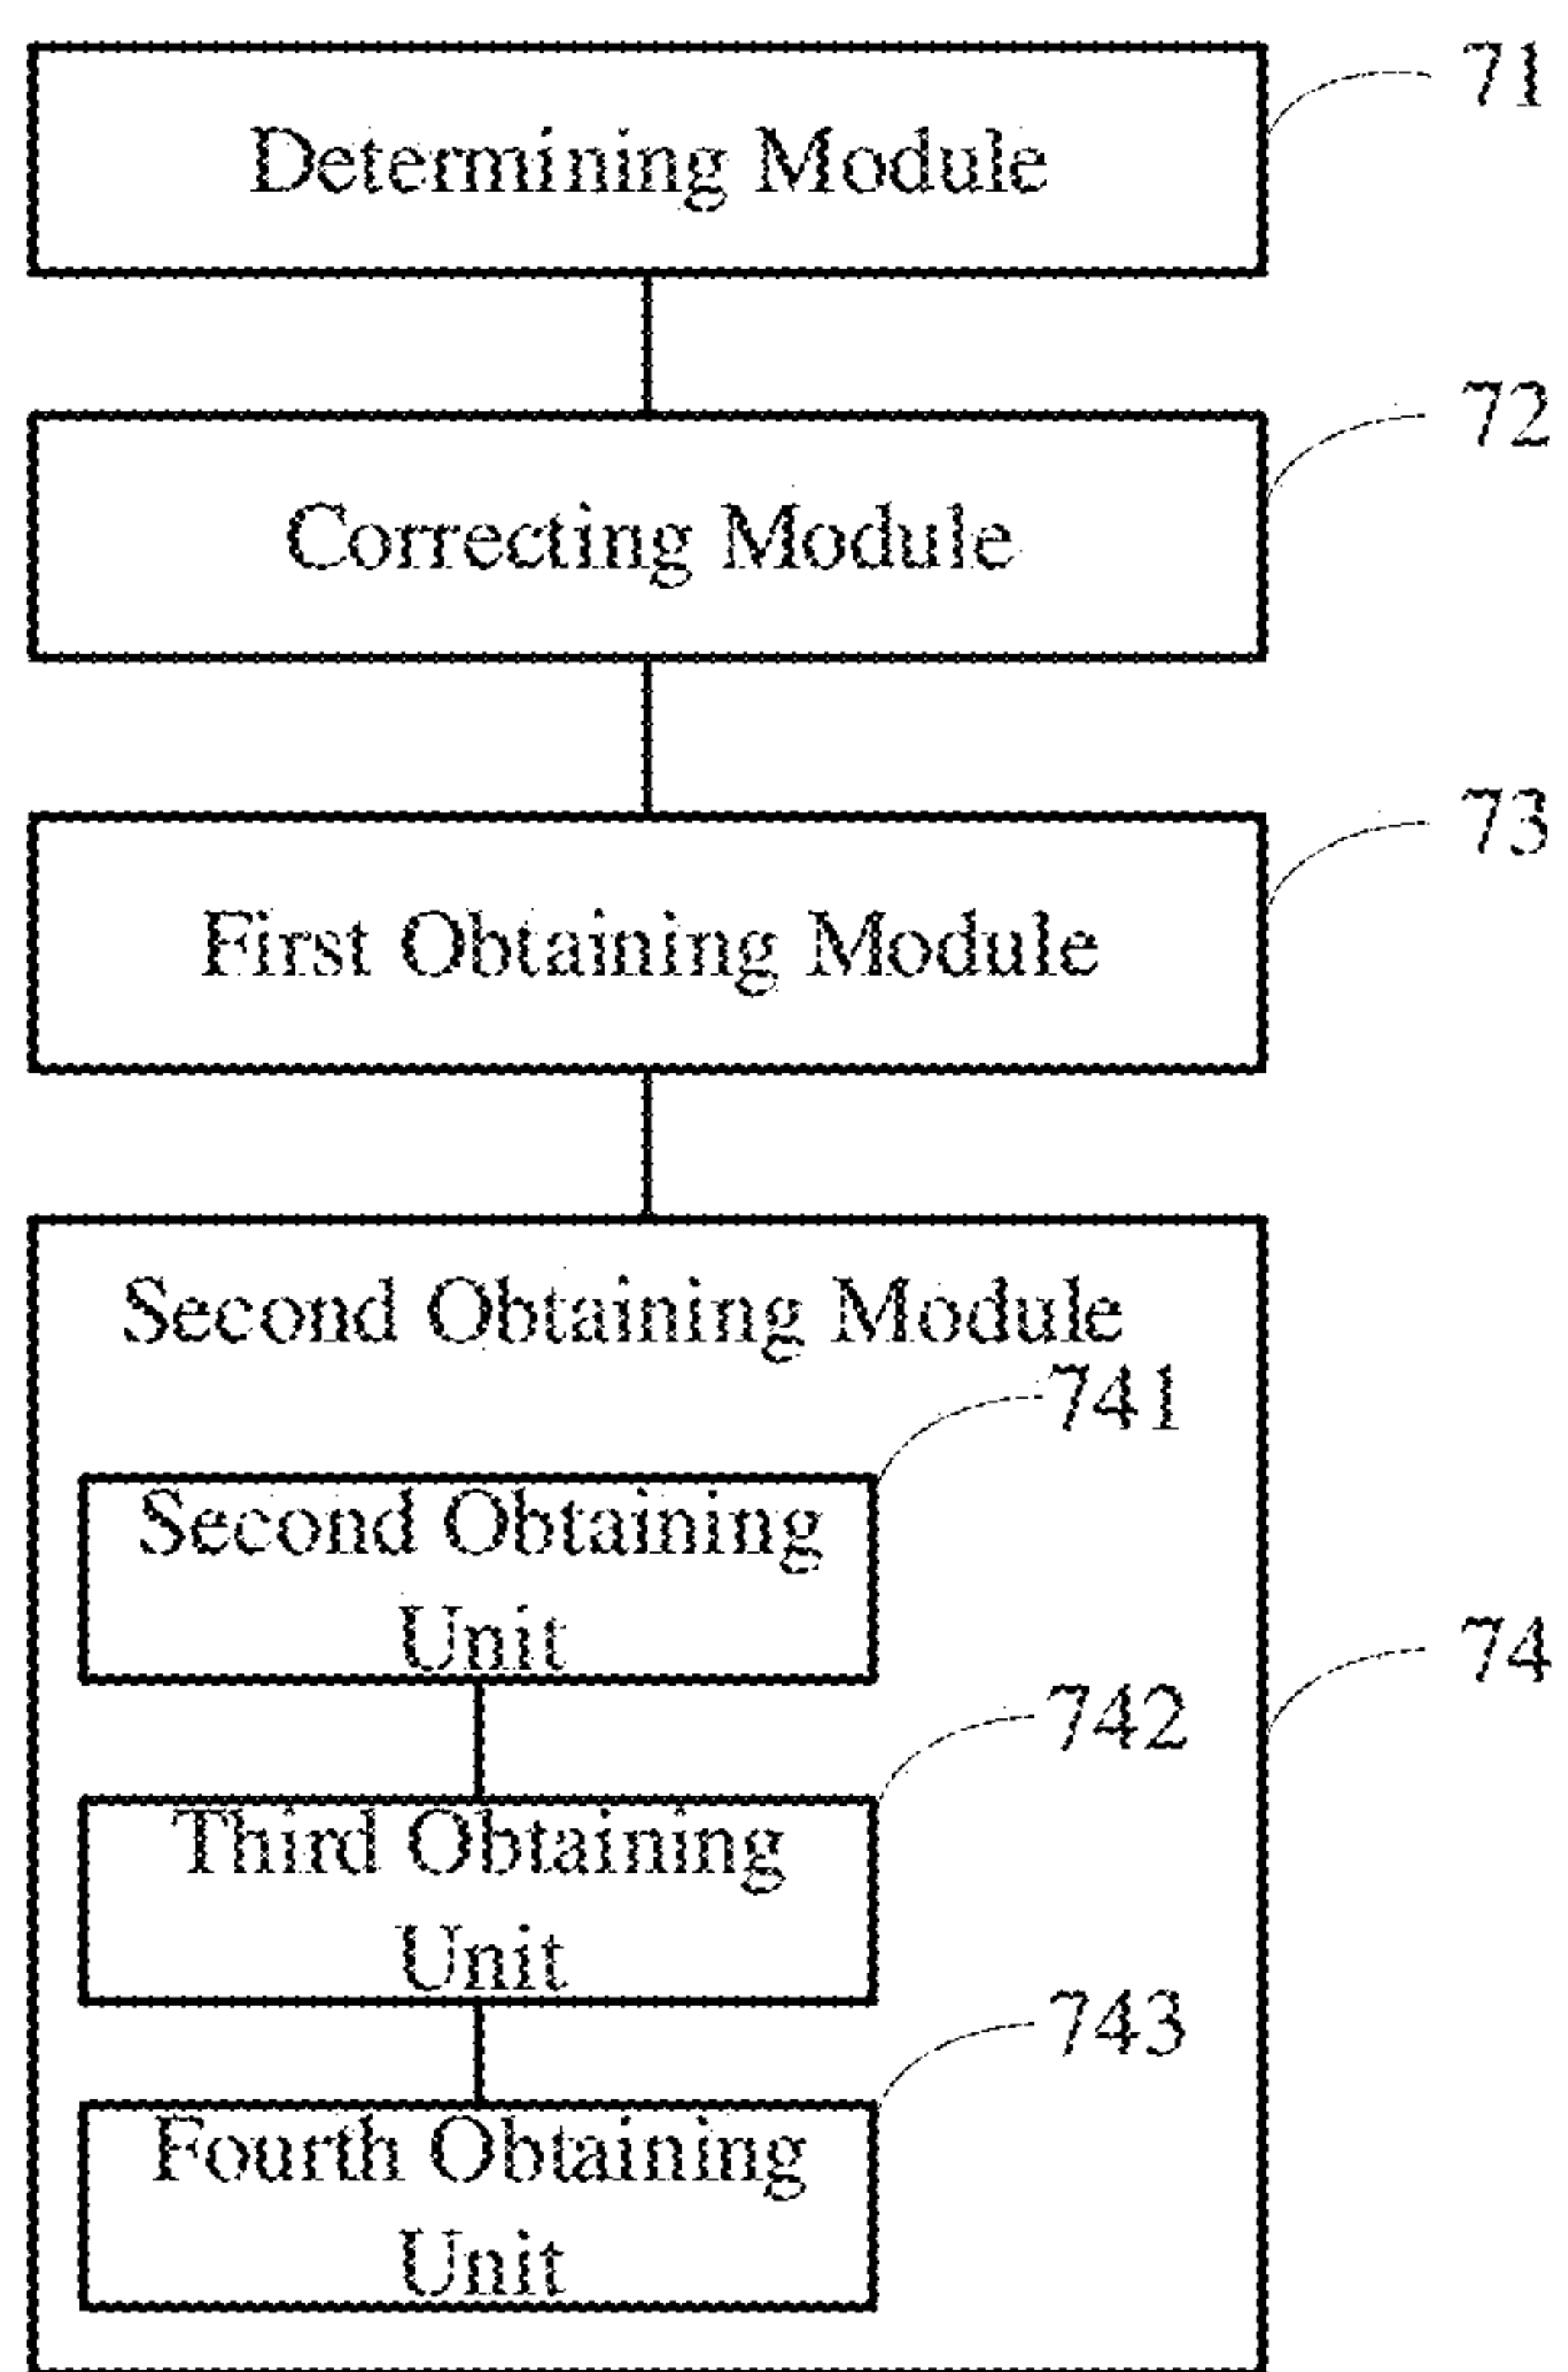 71
Determining Module
72
Correcting Module
73
First Obtaining Module
Second Obtaining Module
741
Second Obtaining
Unit
74
742
Third Obtaining
Unit
743
Fourth Obtaining
Unit